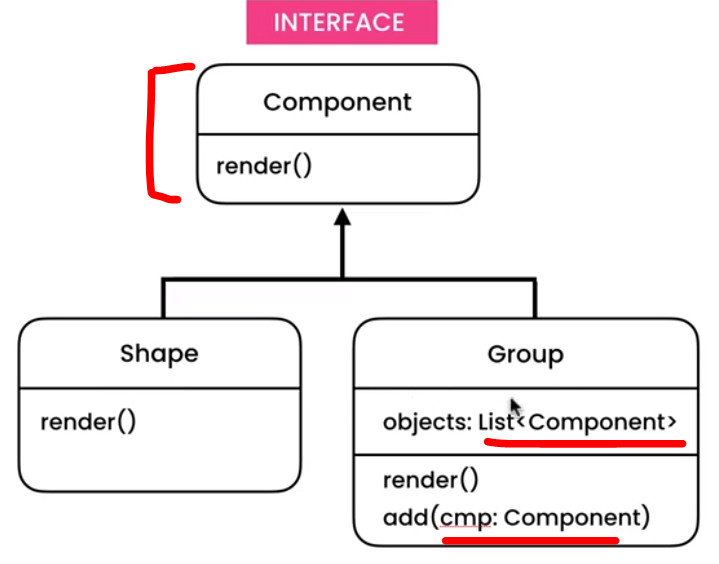 INTERFACE
Component
render()
Shape
render()
Group
objects: List<Component>
render()
add(cmp: Component)